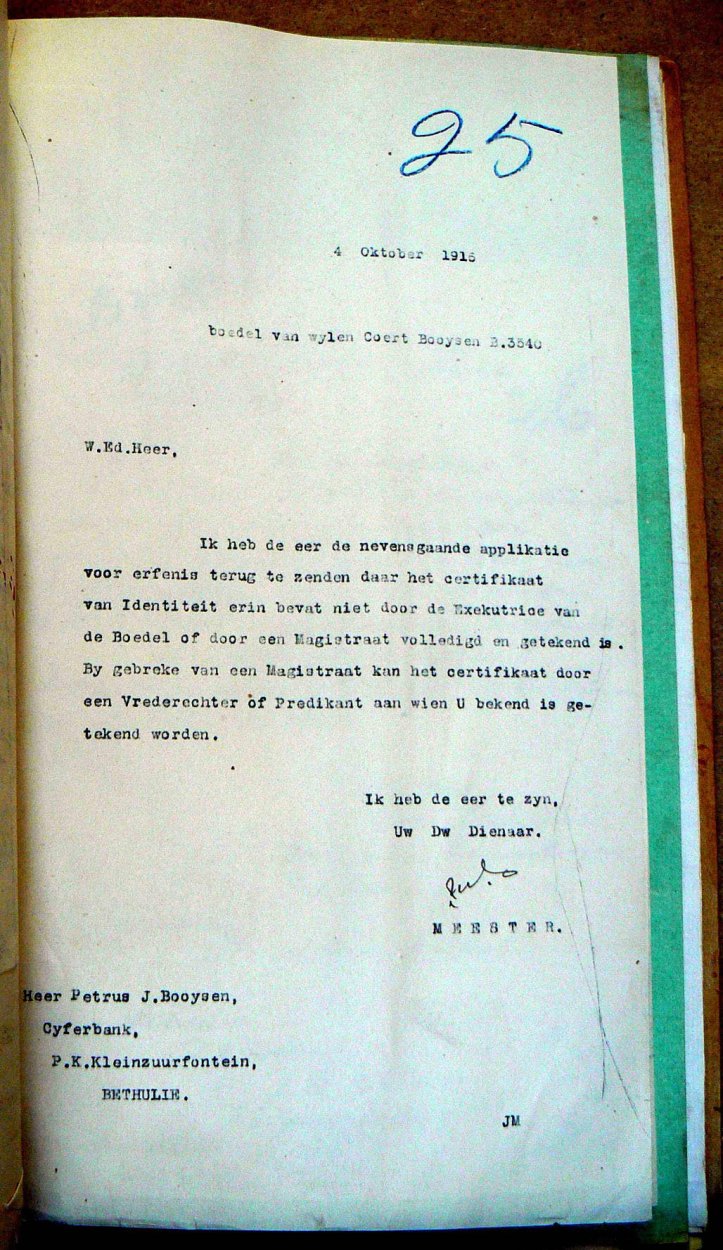 25
4 Oktober 1915
boedel van wylen Coert Booysen B.3540
W.Ed.Heer,
Ik heb de eer de nevensgaande applikatie
voor erfenis terug te zenden daar het certifikaat
van Identiteit erin bevat niet door de Exekutrice van
de Boedel of door een Magistraat volledigd en getekend is.
By gebreke van een Magistraat kan het certifikaat door
een Vrederechter of Predikant aan wien U bekend is ge-
tekend worden.
Ik heb de eer te zyn,
Uw Dw Dienaar.
MEESTER.
Heer Petrus J.Booysen,
Cyferbank,
P.K.Kleinzuurfontein,
BETHULIE.
JM